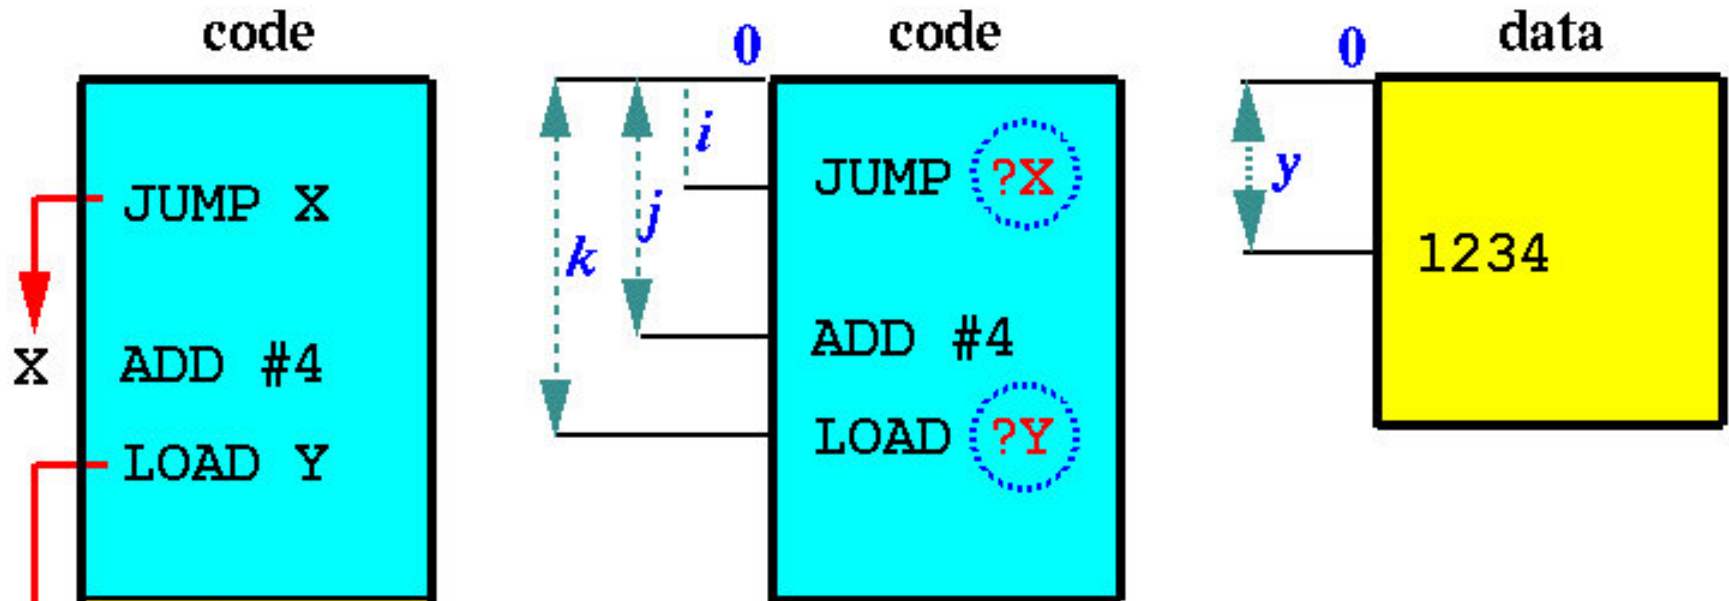 code
JUMP X
X
ADD #4
LOAD Y
0
code
i
j
k
JUMP ?X
ADD #4
LOAD ?Y
0
data
y
1234